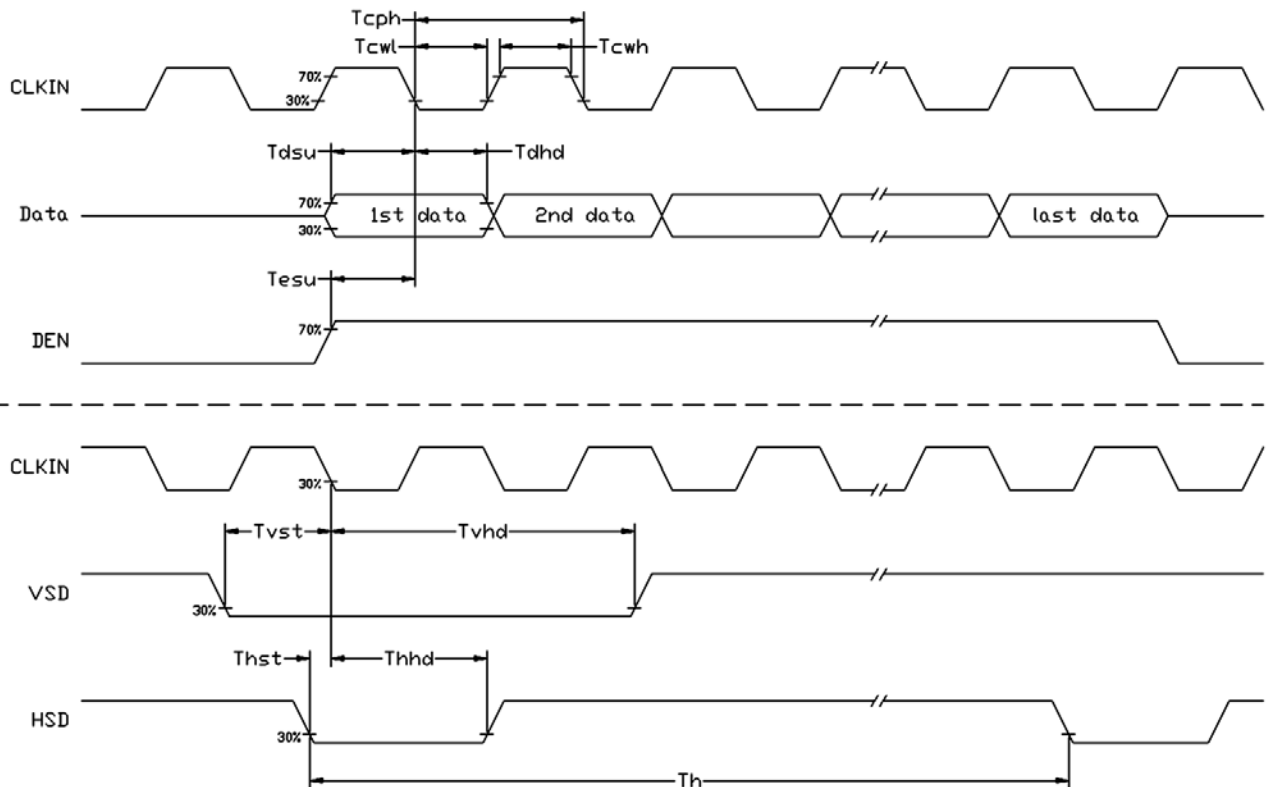 Tcph
Tcwl Tcwh
CLKIN 70%
30%
Tdsu Tdhd
Data 70% 1st data 2nd data last data
30%
Tesu
DEN 70%
CLKIN 30%
Tvst Tvhd
VSD 30%
Thst Thhd
HSD 30%
Th